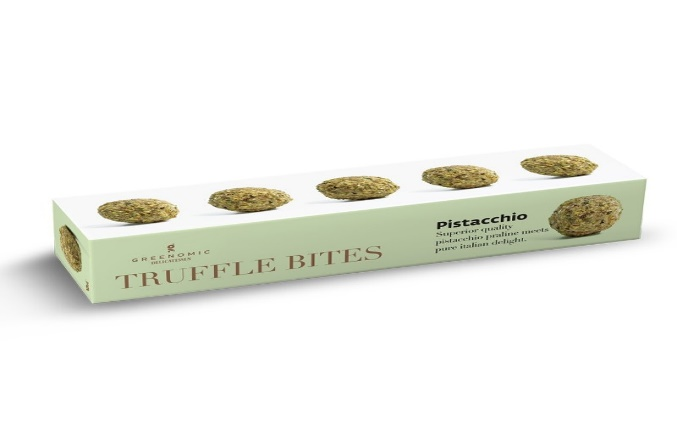 GREENOMIC
DELICATESSEN
TRUFFLE BITES
Pistacchio
Superior quality
pistacchio praline meets
pure italian delight.